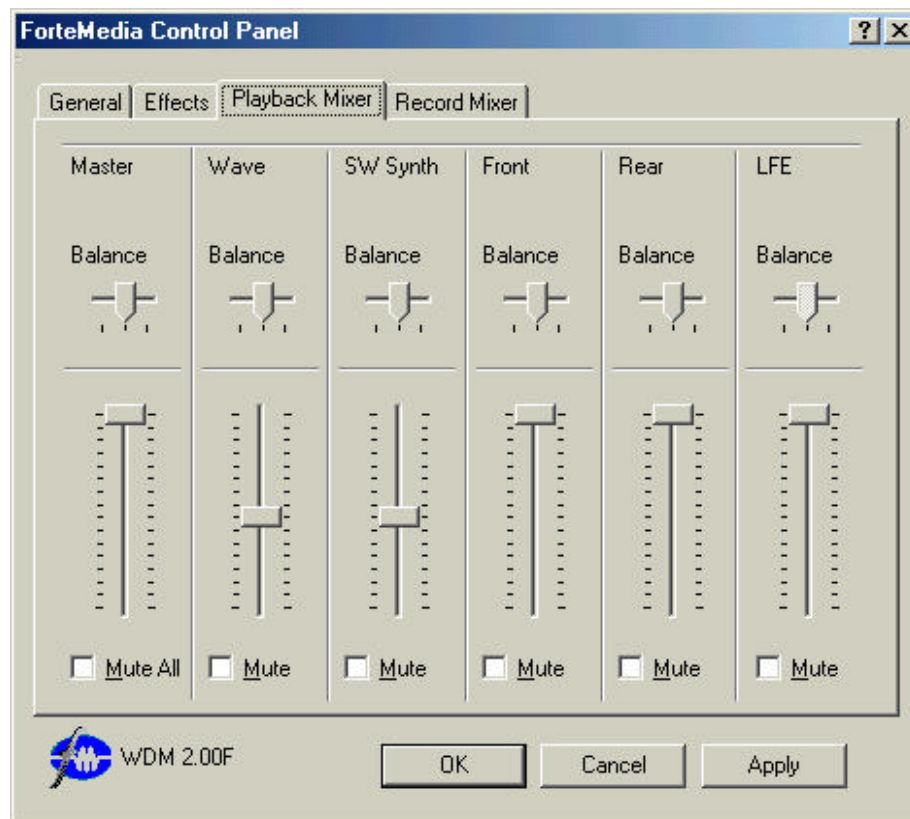 ForteMedia Control Panel
General Effects Playback Mixer Record Mixer
Master Wave SW Synth Front Rear LFE
Balance Balance Balance Balance Balance Balance
Mute All Mute Mute Mute Mute Mute
WDM 2.00F OK Cancel Apply